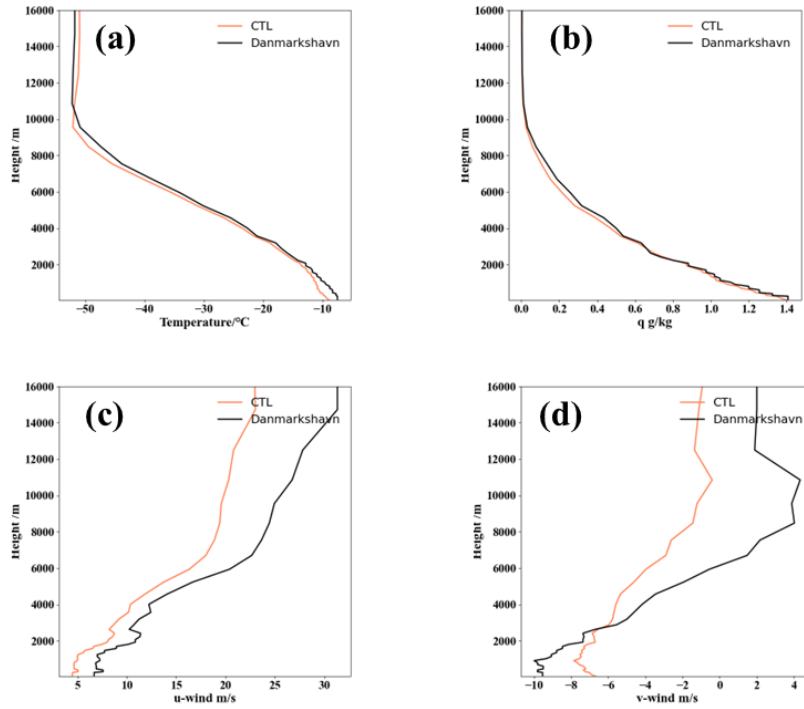 (a)
CTL
Danmarkshavn
16000
14000
12000
10000
8000
6000
4000
2000
Height /m
−50
−40
−30
−20
−10
Temperature/°C
(b)
CTL
Danmarkshavn
16000
14000
12000
10000
8000
6000
4000
2000
Height /m
0.0
0.2
0.4
0.6
0.8
1.0
1.2
1.4
q g/kg
(c)
CTL
Danmarkshavn
16000
14000
12000
10000
8000
6000
4000
2000
Height /m
5
10
15
20
25
30
u-wind m/s
(d)
CTL
Danmarkshavn
16000
14000
12000
10000
8000
6000
4000
2000
Height /m
−10
−8
−6
−4
−2
0
2
4
v-wind m/s